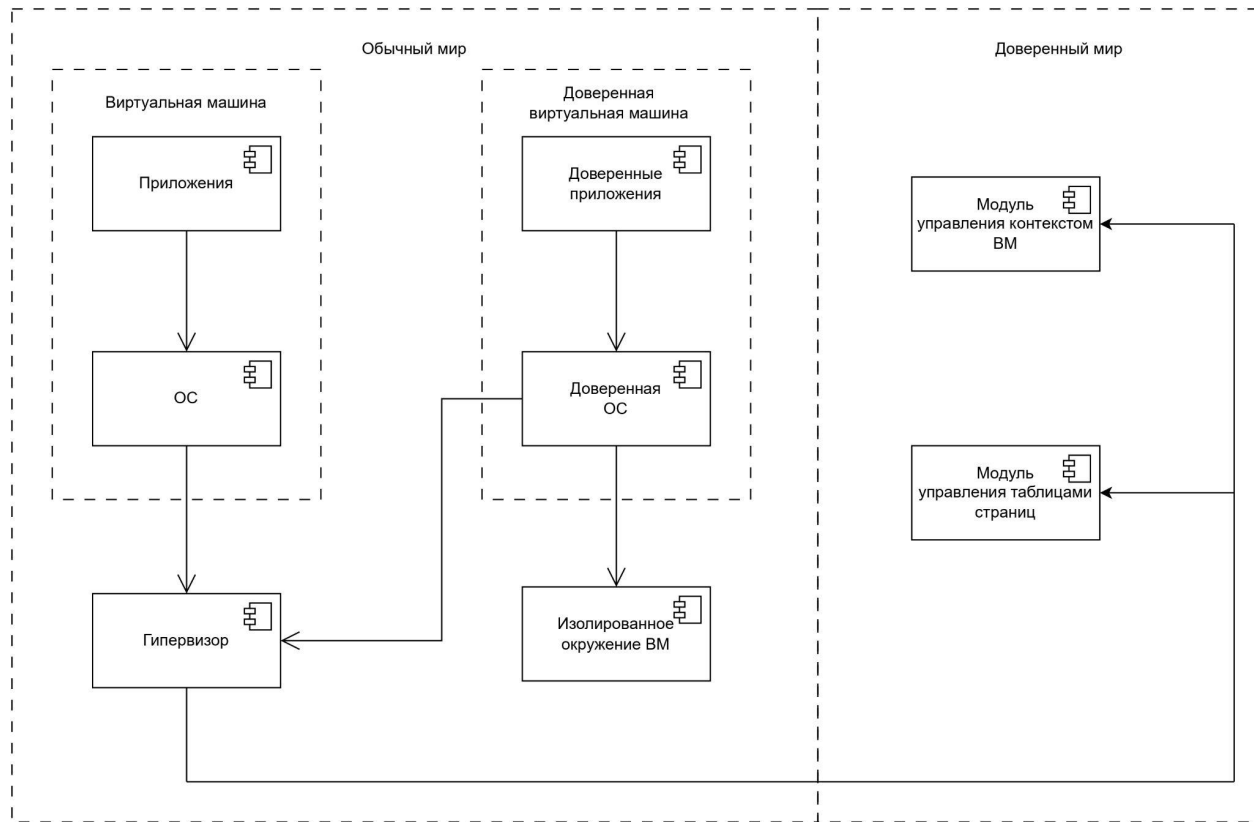 Обычный мир
Доверенный мир
Виртуальная машина
Доверенная
виртуальная машина
Приложения
Доверенные
приложения
Модуль
управления контекстом
ВМ
ОС
Доверенная
ОС
Модуль
управления таблицами
страниц
Гипервизор
Изолированное
окружение ВМ